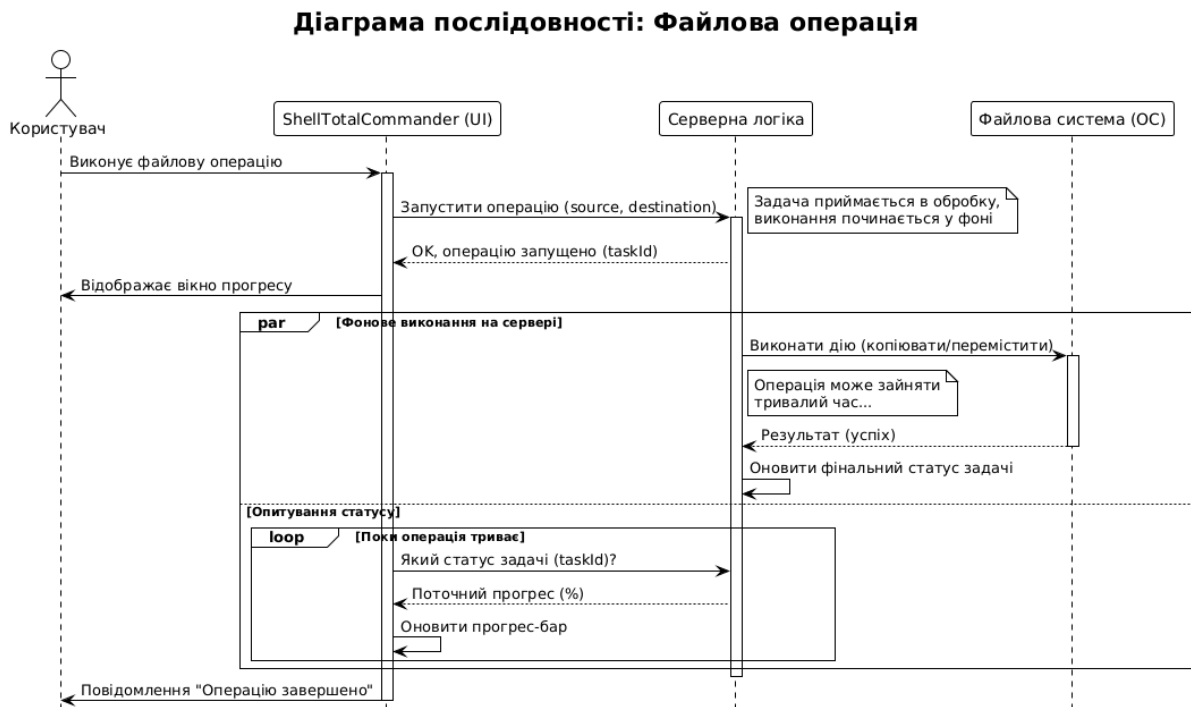 Діаграма послідовності: Файлова операція
Користувач
ShellTotalCommander (UI)
Серверна логіка
Файлова система (ОС)
Виконує файлову операцію
Запустити операцію (source, destination)
Задача приймається в обробку,
виконання починається у фоні
OK, операцію запущено (taskId)
Відображає вікно прогресу
par
[Фонове виконання на сервері]
Виконати дію (копіювати/перемістити)
Операція може зайняти
тривалий час...
Результат (успіх)
Оновити фінальний статус задачі
[Опитування статусу]
loop
[Поки операція триває]
Який статус задачі (taskId)?
Поточний прогрес (%)
Оновити прогрес-бар
Повідомлення "Операцію завершено"